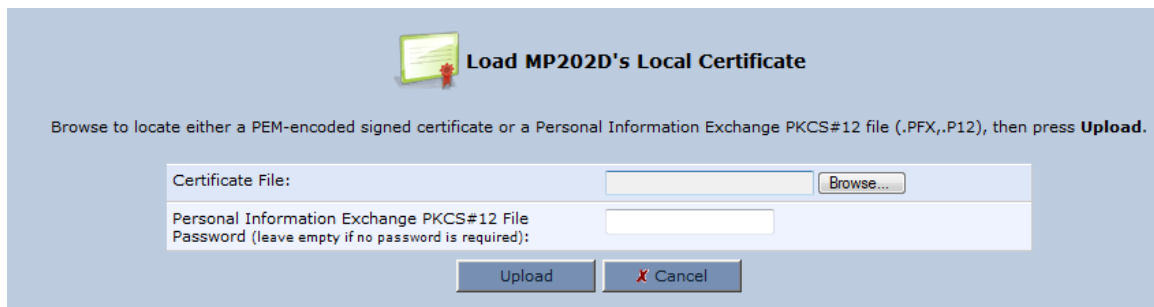 Load MP202D's Local Certificate
Browse to locate either a PEM-encoded signed certificate or a Personal Information Exchange PKCS#12 file (.PFX,.P12), then press Upload.
Certificate File:
Browse...
Personal Information Exchange PKCS#12 File
Password (leave empty if no password is required):
Upload
✗ Cancel